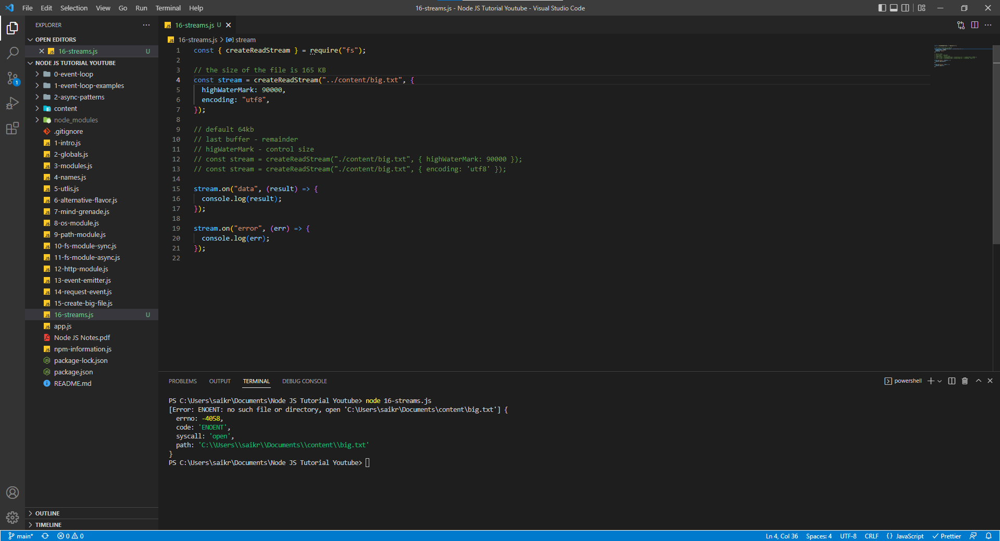 File Edit Selection View Go Run Terminal Help
16-streams.js - Node JS Tutorial Youtube - Visual Studio Code
EXPLORER
OPEN EDITORS
16-streams.js U
NODE JS TUTORIAL YOUTUBE
0-event-loop
1-event-loop-examples
2-async-patterns
content
node_modules
.gitignore
1-intro.js
2-globals.js
3-modules.js
4-names.js
5-utlis.js
6-alternative-flavor.js
7-mind-grenade.js
8-os-module.js
9-path-module.js
10-fs-module-sync.js
11-fs-module-async.js
12-http-module.js
13-event-emitter.js
14-request-event.js
15-create-big-file.js
16-streams.js U
app.js
Node JS Notes.pdf
npm-information.js
package-lock.json
package.json
README.md
OUTLINE
TIMELINE
1
16-streams.js U
16-streams.js > stream
1 const { createReadStream } = require("fs");
2
3 // the size of the file is 165 KB
4 const stream = createReadStream("../content/big.txt", {
5 highWaterMark: 90000,
6 encoding: "utf8",
7 });
8
9 // default 64kb
10 // last buffer - remainder
11 // higWaterMark - control size
12 // const stream = createReadStream("./content/big.txt", { highWaterMark: 90000 });
13 // const stream = createReadStream("./content/big.txt", { encoding: 'utf8' });
14
15 stream.on("data", (result) => {
16 console.log(result);
17 });
18
19 stream.on("error", (err) => {
20 console.log(err);
21 });
22
PROBLEMS OUTPUT TERMINAL DEBUG CONSOLE
powershell
PS C:\Users\saikr\Documents\Node JS Tutorial Youtube> node 16-streams.js
[Error: ENOENT: no such file or directory, open 'C:\Users\saikr\Documents\content\big.txt'] {
errno: -4058,
code: 'ENOENT',
syscall: 'open',
path: 'C:\\Users\\saikr\\Documents\\content\\big.txt'
}
PS C:\Users\saikr\Documents\Node JS Tutorial Youtube>
main* 0 0
Ln 4, Col 36 Spaces: 4 UTF-8 CRLF {} JavaScript Prettier